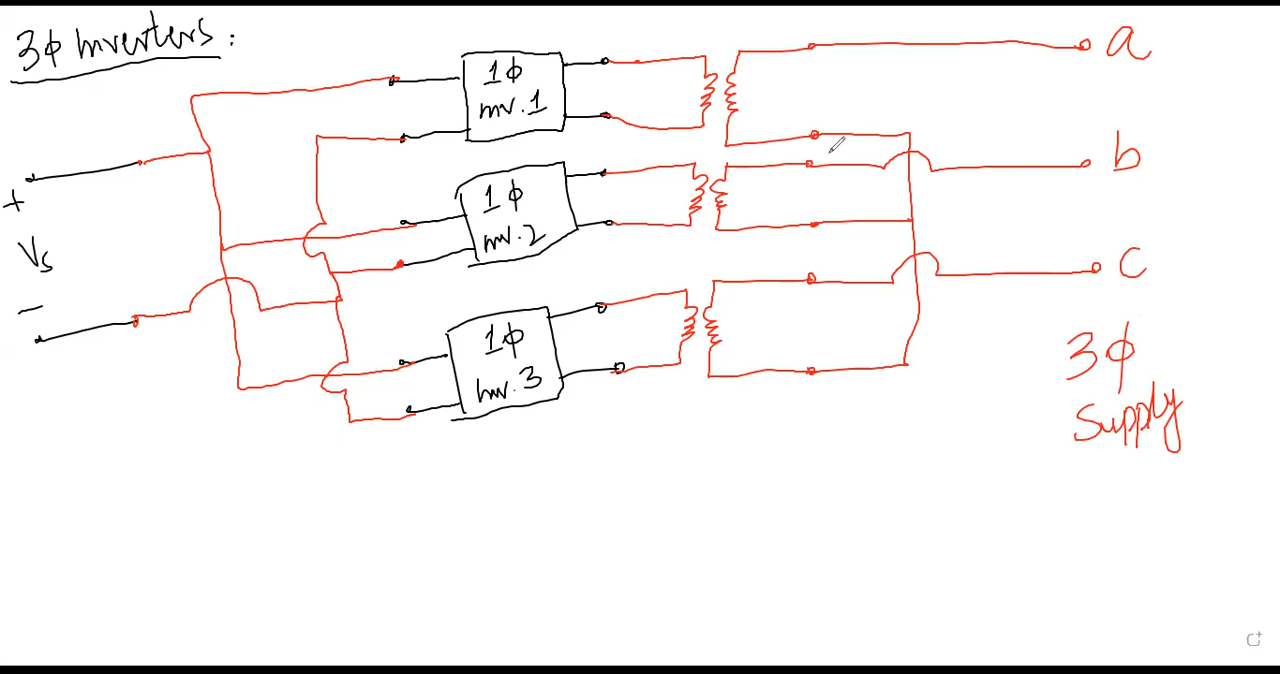 3ϕ Inverters:
1ϕ
inv.1
a
+
Vs
−
1ϕ
inv.2
b
1ϕ
Inv.3
c
3ϕ
Supply